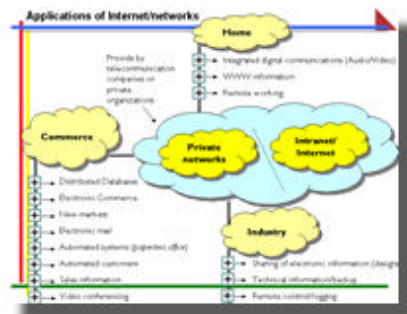 Applications of Internet/networks
Home
Provide by
telecommunication
companies or
private
organizations
Integrated digital communications (Audio/Video)
WWW information
Remote working
Commerce
Private
networks
Intranet/
Internet
Distributed Databases
Electronic Commerce
New markets
Electronic mail
Automated systems (paperless office)
Automated customers
Sales information
Video conferencing
Industry
Sharing of electronic information (designs
Technical information/backup
Remote control/logging